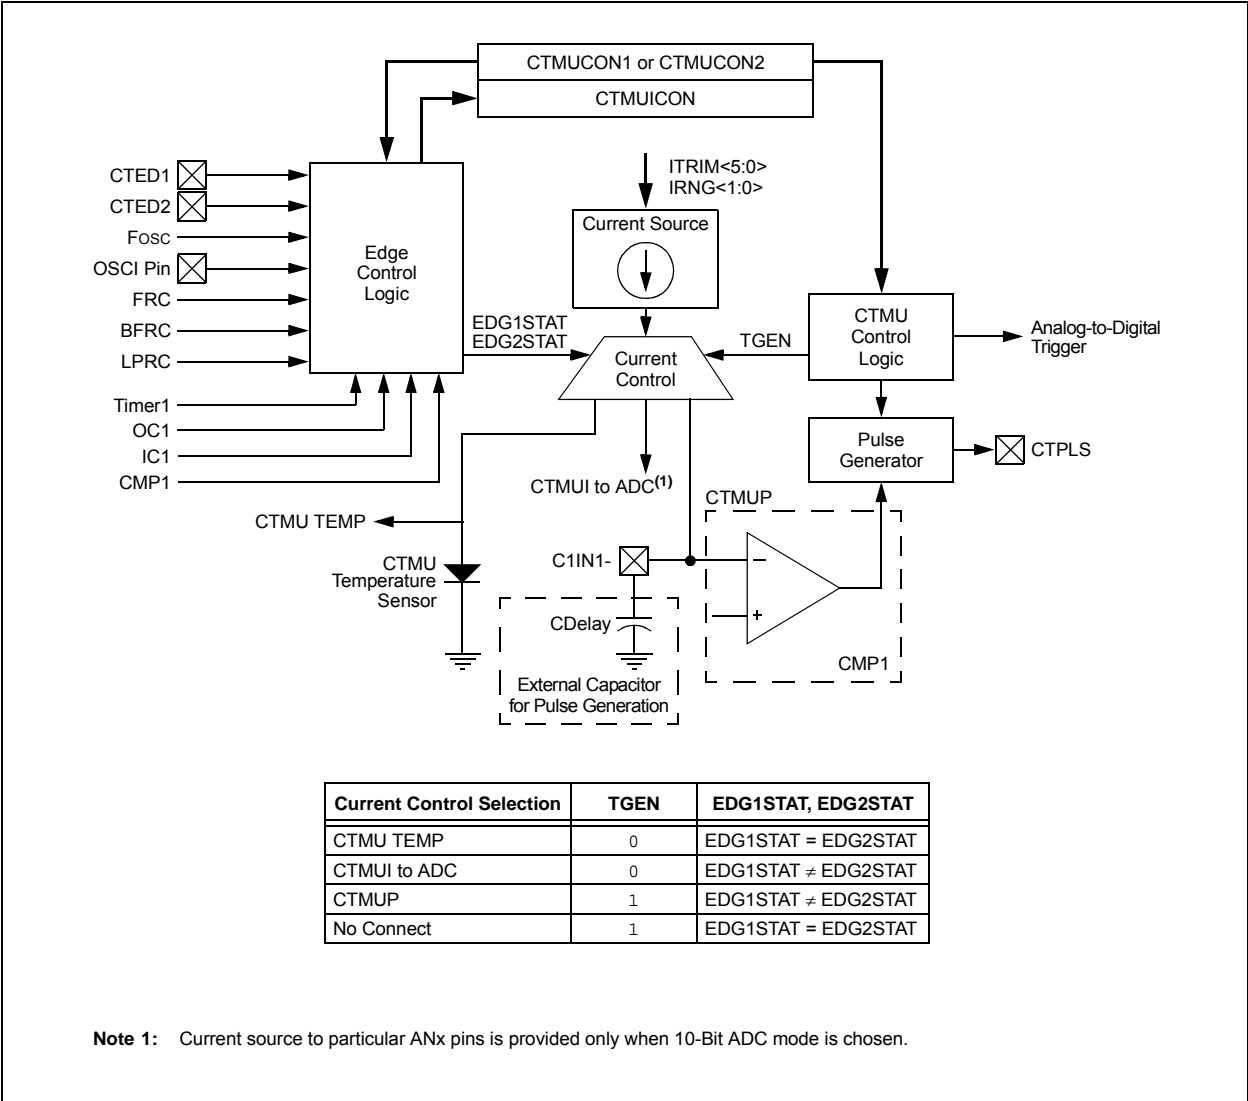 CTMUCON1 or CTMUCON2
CTMUICON
ITRIM<5:0>
IRNG<1:0>
CTED1
CTED2
FOSC
OSCI Pin
FRC
BFRC
LPRC
Timer1
OC1
IC1
CMP1
Edge
Control
Logic
Current Source
EDG1STAT
EDG2STAT
Current
Control
TGEN
CTMU
Control
Logic
Analog-to-Digital
Trigger
Pulse
Generator
CTPLS
CTMUI to ADC(1)
CTMUP
CTMU TEMP
CTMU
Temperature
Sensor
C1IN1-
CDelay
External Capacitor
for Pulse Generation
−
+
CMP1
Current Control Selection TGEN EDG1STAT, EDG2STAT
CTMU TEMP 0 EDG1STAT = EDG2STAT
CTMUI to ADC 0 EDG1STAT ≠ EDG2STAT
CTMUP 1 EDG1STAT ≠ EDG2STAT
No Connect 1 EDG1STAT = EDG2STAT
Note 1: Current source to particular ANx pins is provided only when 10-Bit ADC mode is chosen.